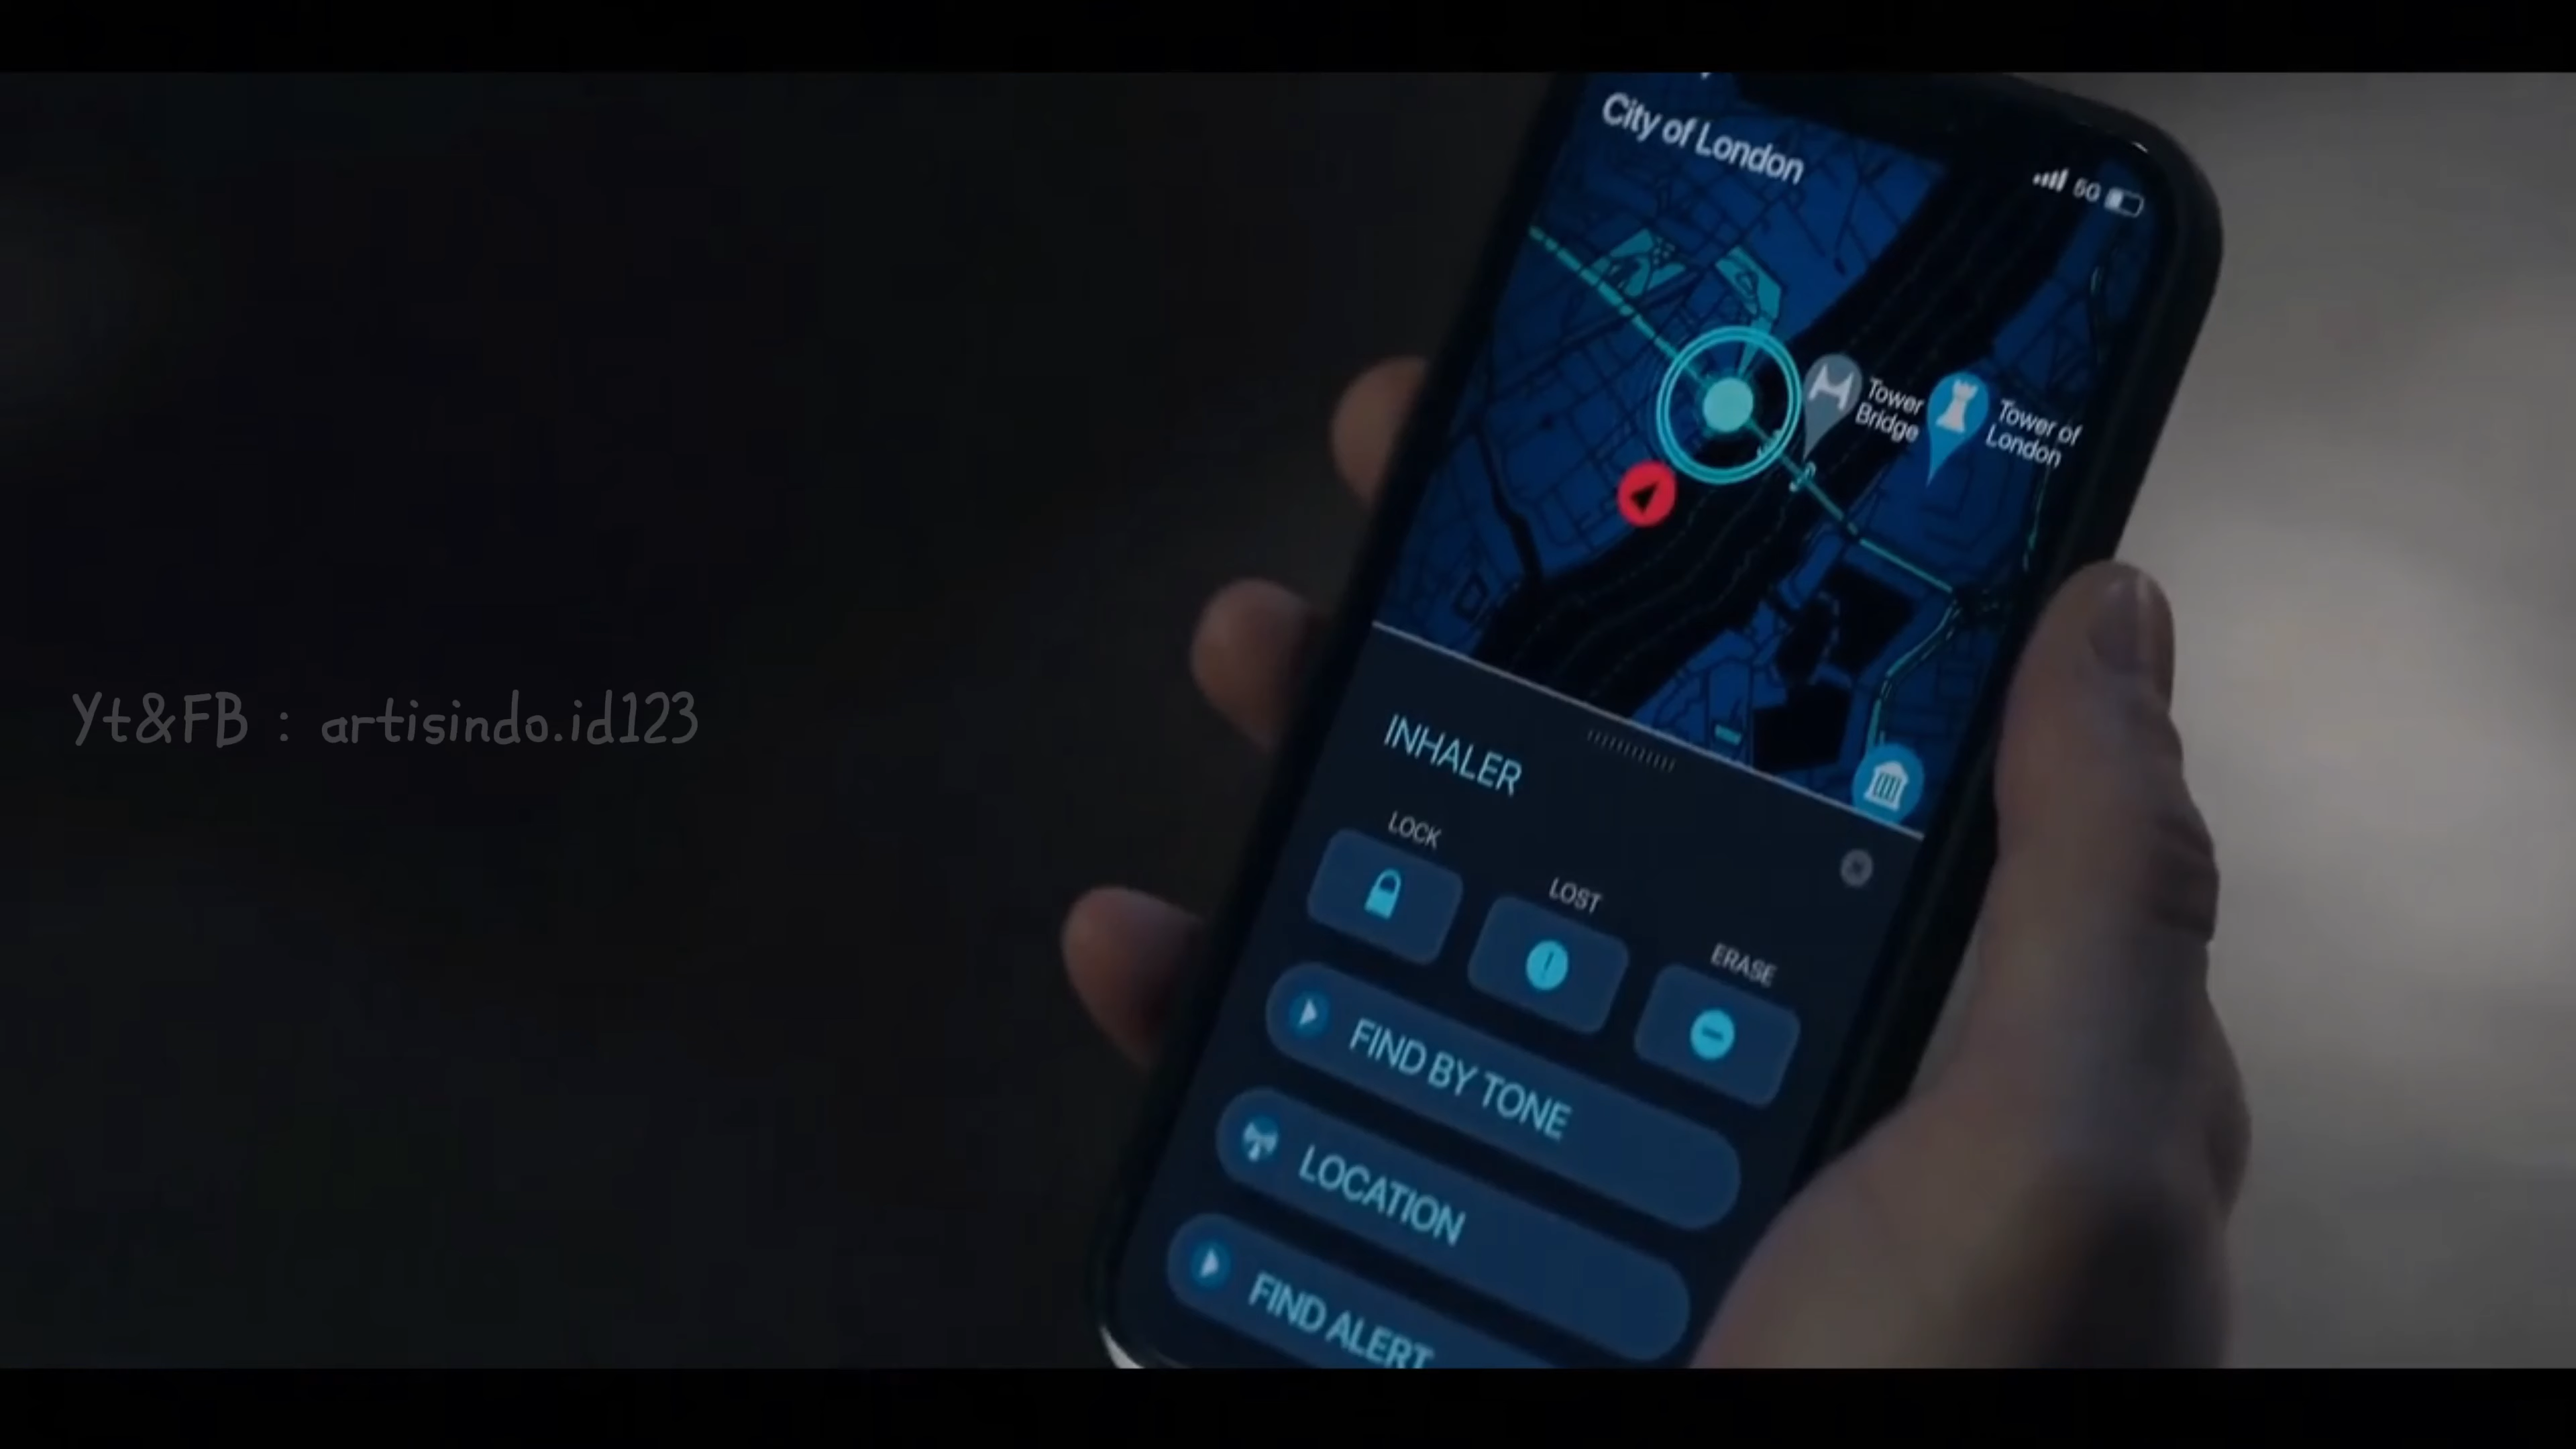 City of London
5G
Tower
Bridge
Tower of
London
Yt&FB : artisindo.id123
INHALER
LOCK
LOST
ERASE
FIND BY TONE
LOCATION
FIND ALERT